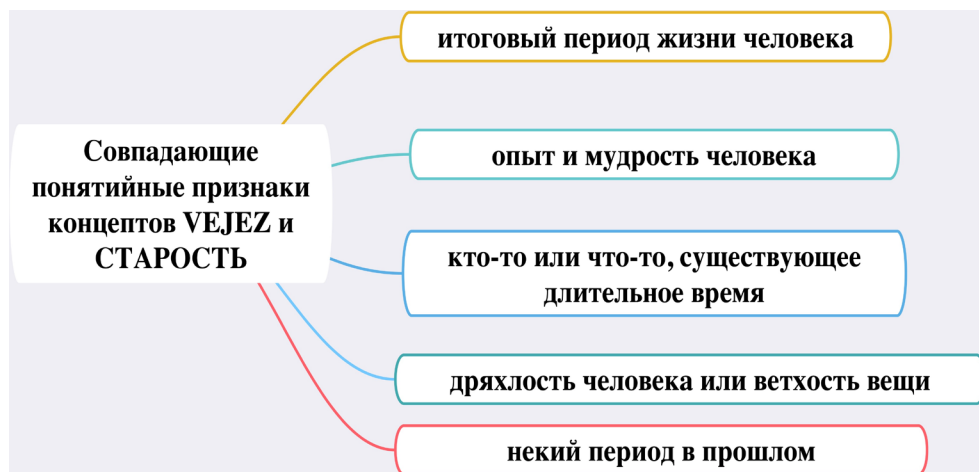 Совпадающие
понятийные признаки
концептов VEJEZ и
СТАРОСТЬ
итоговый период жизни человека
опыт и мудрость человека
кто-то или что-то, существующее
длительное время
дряхлость человека или ветхость вещи
некий период в прошлом